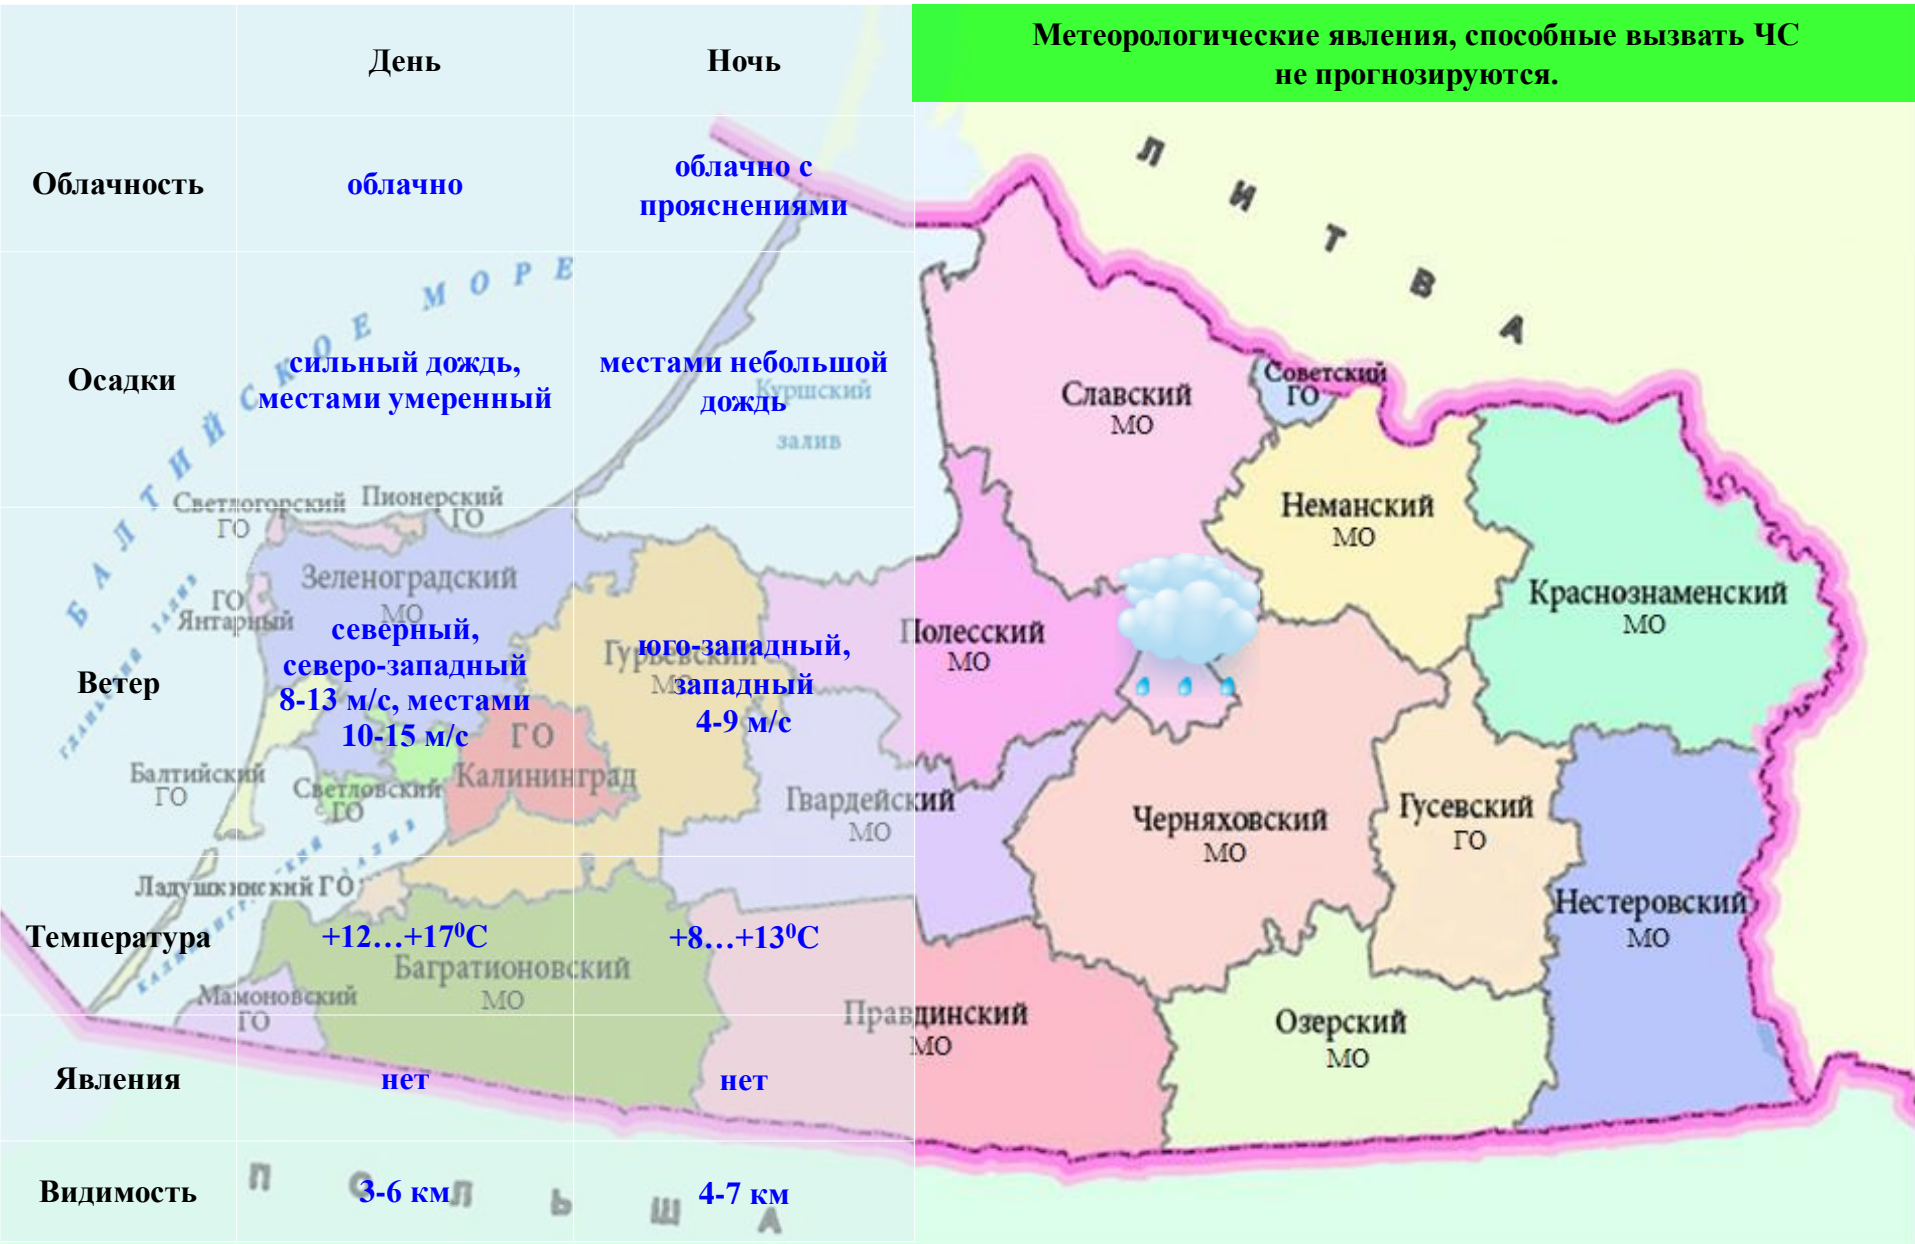 День
Ночь
Метеорологические явления, способные вызвать ЧС
не прогнозируются.
Облачность
облачно
облачно с
прояснениями
Осадки
сильный дождь,
местами умеренный
местами небольшой
дождь
Ветер
северный,
северо-западный
8-13 м/с, местами
10-15 м/с
юго-западный,
западный
4-9 м/с
Температура
+12…+17⁰С
+8…+13⁰С
Явления
нет
нет
Видимость
3-6 км
4-7 км
БАЛТИЙСКОЕ МОРЕ
Куршский
залив
ЛИТВА
ПОЛЬША
Светлогорский
ГО
Пионерский
ГО
Зеленоградский
МО
ГО
Янтарный
Гурьевский
МО
ГО
Калининград
Балтийский
ГО
Светловский
ГО
Ладушкинский ГО
Мамоновский
ГО
Багратионовский
МО
Гвардейский
МО
Правдинский
МО
Полесский
МО
Славский
МО
Советский
ГО
Неманский
МО
Краснознаменский
МО
Черняховский
МО
Гусевский
ГО
Нестеровский
МО
Озерский
МО